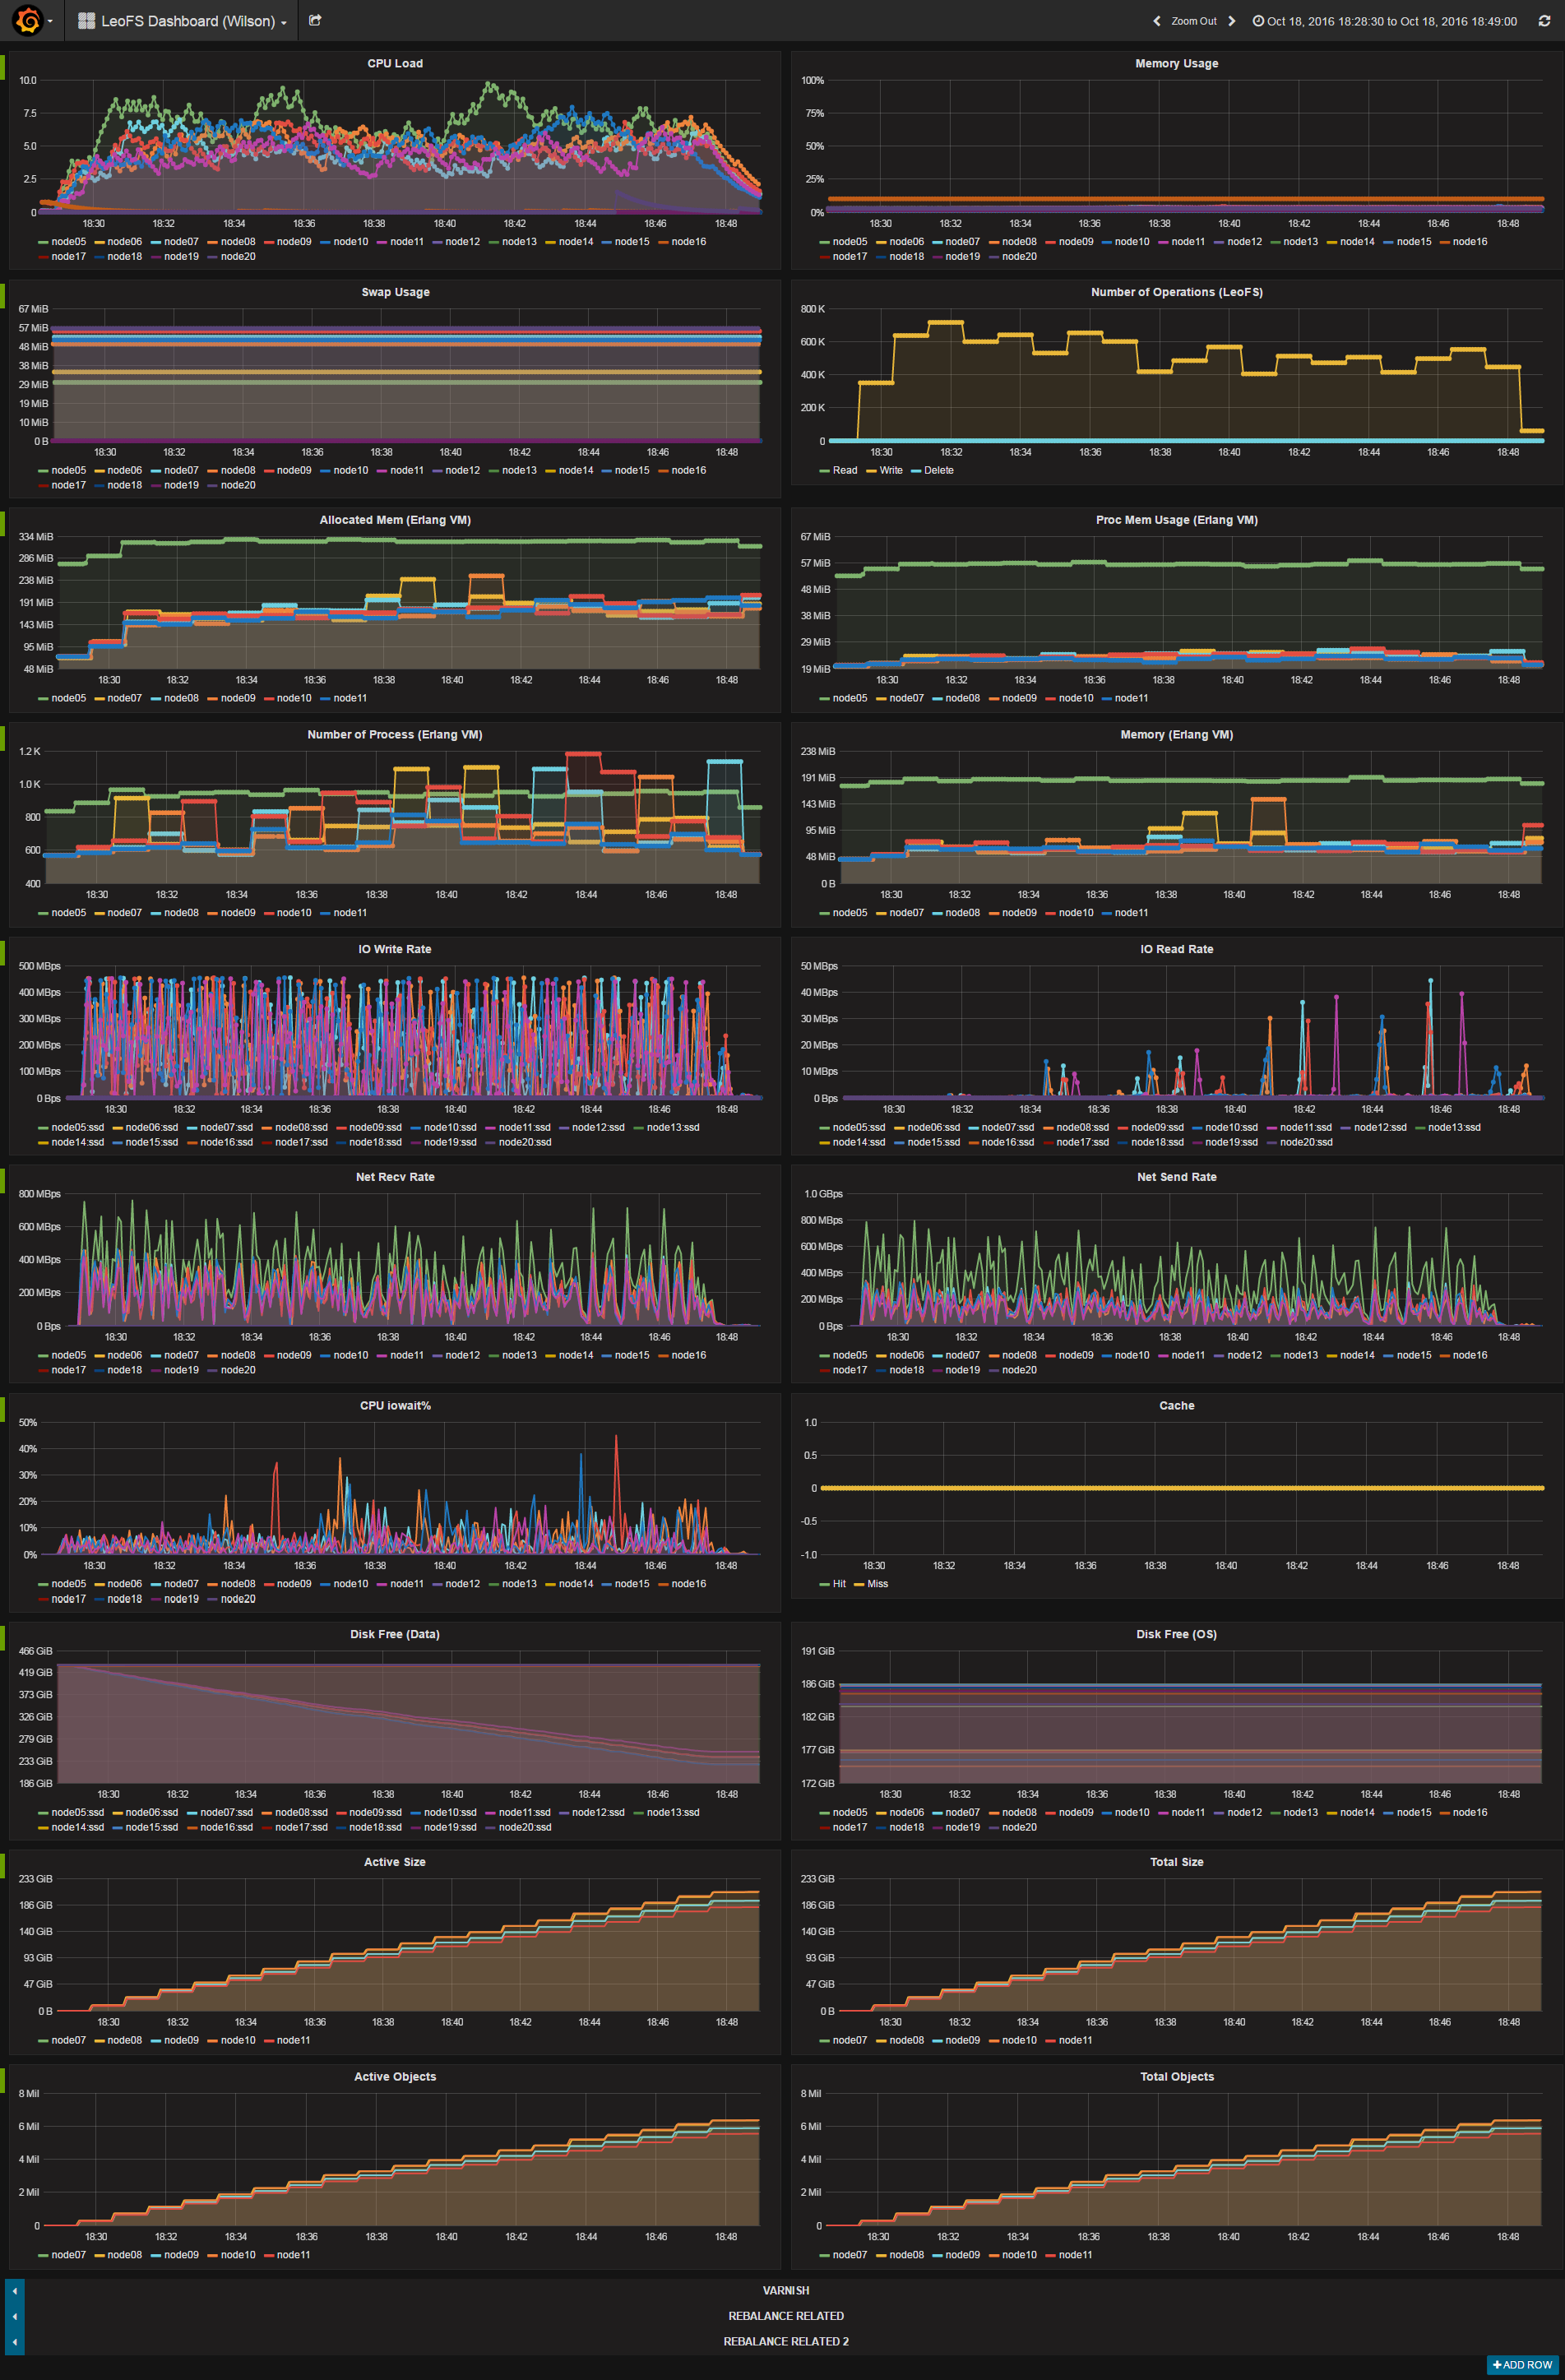 LeoFS Dashboard (Wilson) Zoom Out Oct 18, 2016 18:28:30 to Oct 18, 2016 18:49:00
CPU Load
10.0
7.5
5.0
2.5
0
18:30 18:32 18:34 18:36 18:38 18:40 18:42 18:44 18:46 18:48
node05 node06 node07 node08 node09 node10 node11 node12 node13 node14 node15 node16
node17 node18 node19 node20
Memory Usage
100%
75%
50%
25%
0%
18:30 18:32 18:34 18:36 18:38 18:40 18:42 18:44 18:46 18:48
node05 node06 node07 node08 node09 node10 node11 node12 node13 node14 node15 node16
node17 node18 node19 node20
Swap Usage
67 MiB
57 MiB
48 MiB
38 MiB
29 MiB
19 MiB
10 MiB
0 B
18:30 18:32 18:34 18:36 18:38 18:40 18:42 18:44 18:46 18:48
node05 node06 node07 node08 node09 node10 node11 node12 node13 node14 node15 node16
node17 node18 node19 node20
Number of Operations (LeoFS)
800 K
600 K
400 K
200 K
0
18:30 18:32 18:34 18:36 18:38 18:40 18:42 18:44 18:46 18:48
Read Write Delete
Allocated Mem (Erlang VM)
334 MiB
286 MiB
238 MiB
191 MiB
143 MiB
95 MiB
48 MiB
18:30 18:32 18:34 18:36 18:38 18:40 18:42 18:44 18:46 18:48
node05 node07 node08 node09 node10 node11
Proc Mem Usage (Erlang VM)
67 MiB
57 MiB
48 MiB
38 MiB
29 MiB
19 MiB
18:30 18:32 18:34 18:36 18:38 18:40 18:42 18:44 18:46 18:48
node05 node07 node08 node09 node10 node11
Number of Process (Erlang VM)
1.2 K
1.0 K
800
600
400
18:30 18:32 18:34 18:36 18:38 18:40 18:42 18:44 18:46 18:48
node05 node07 node08 node09 node10 node11
Memory (Erlang VM)
238 MiB
191 MiB
143 MiB
95 MiB
48 MiB
0 B
18:30 18:32 18:34 18:36 18:38 18:40 18:42 18:44 18:46 18:48
node05 node07 node08 node09 node10 node11
IO Write Rate
500 MBps
400 MBps
300 MBps
200 MBps
100 MBps
0 Bps
18:30 18:32 18:34 18:36 18:38 18:40 18:42 18:44 18:46 18:48
node05:ssd node06:ssd node07:ssd node08:ssd node09:ssd node10:ssd node11:ssd node12:ssd node13:ssd
node14:ssd node15:ssd node16:ssd node17:ssd node18:ssd node19:ssd node20:ssd
IO Read Rate
50 MBps
40 MBps
30 MBps
20 MBps
10 MBps
0 Bps
18:30 18:32 18:34 18:36 18:38 18:40 18:42 18:44 18:46 18:48
node05:ssd node06:ssd node07:ssd node08:ssd node09:ssd node10:ssd node11:ssd node12:ssd node13:ssd
node14:ssd node15:ssd node16:ssd node17:ssd node18:ssd node19:ssd node20:ssd
Net Recv Rate
800 MBps
600 MBps
400 MBps
200 MBps
0 Bps
18:30 18:32 18:34 18:36 18:38 18:40 18:42 18:44 18:46 18:48
node05 node06 node07 node08 node09 node10 node11 node12 node13 node14 node15 node16
node17 node18 node19 node20
Net Send Rate
1.0 GBps
800 MBps
600 MBps
400 MBps
200 MBps
0 Bps
18:30 18:32 18:34 18:36 18:38 18:40 18:42 18:44 18:46 18:48
node05 node06 node07 node08 node09 node10 node11 node12 node13 node14 node15 node16
node17 node18 node19 node20
CPU iowait%
50%
40%
30%
20%
10%
0%
18:30 18:32 18:34 18:36 18:38 18:40 18:42 18:44 18:46 18:48
node05 node06 node07 node08 node09 node10 node11 node12 node13 node14 node15 node16
node17 node18 node19 node20
Cache
1.0
0.5
0
-0.5
-1.0
18:30 18:32 18:34 18:36 18:38 18:40 18:42 18:44 18:46 18:48
Hit Miss
Disk Free (Data)
466 GiB
419 GiB
373 GiB
326 GiB
279 GiB
233 GiB
186 GiB
18:30 18:32 18:34 18:36 18:38 18:40 18:42 18:44 18:46 18:48
node05:ssd node06:ssd node07:ssd node08:ssd node09:ssd node10:ssd node11:ssd node12:ssd node13:ssd
node14:ssd node15:ssd node16:ssd node17:ssd node18:ssd node19:ssd node20:ssd
Disk Free (OS)
191 GiB
186 GiB
182 GiB
177 GiB
172 GiB
18:30 18:32 18:34 18:36 18:38 18:40 18:42 18:44 18:46 18:48
node05 node06 node07 node08 node09 node10 node11 node12 node13 node14 node15 node16
node17 node18 node19 node20
Active Size
233 GiB
186 GiB
140 GiB
93 GiB
47 GiB
0 B
18:30 18:32 18:34 18:36 18:38 18:40 18:42 18:44 18:46 18:48
node07 node08 node09 node10 node11
Total Size
233 GiB
186 GiB
140 GiB
93 GiB
47 GiB
0 B
18:30 18:32 18:34 18:36 18:38 18:40 18:42 18:44 18:46 18:48
node07 node08 node09 node10 node11
Active Objects
8 Mil
6 Mil
4 Mil
2 Mil
0
18:30 18:32 18:34 18:36 18:38 18:40 18:42 18:44 18:46 18:48
node07 node08 node09 node10 node11
Total Objects
8 Mil
6 Mil
4 Mil
2 Mil
0
18:30 18:32 18:34 18:36 18:38 18:40 18:42 18:44 18:46 18:48
node07 node08 node09 node10 node11
VARNISH
REBALANCE RELATED
REBALANCE RELATED 2
+ ADD ROW